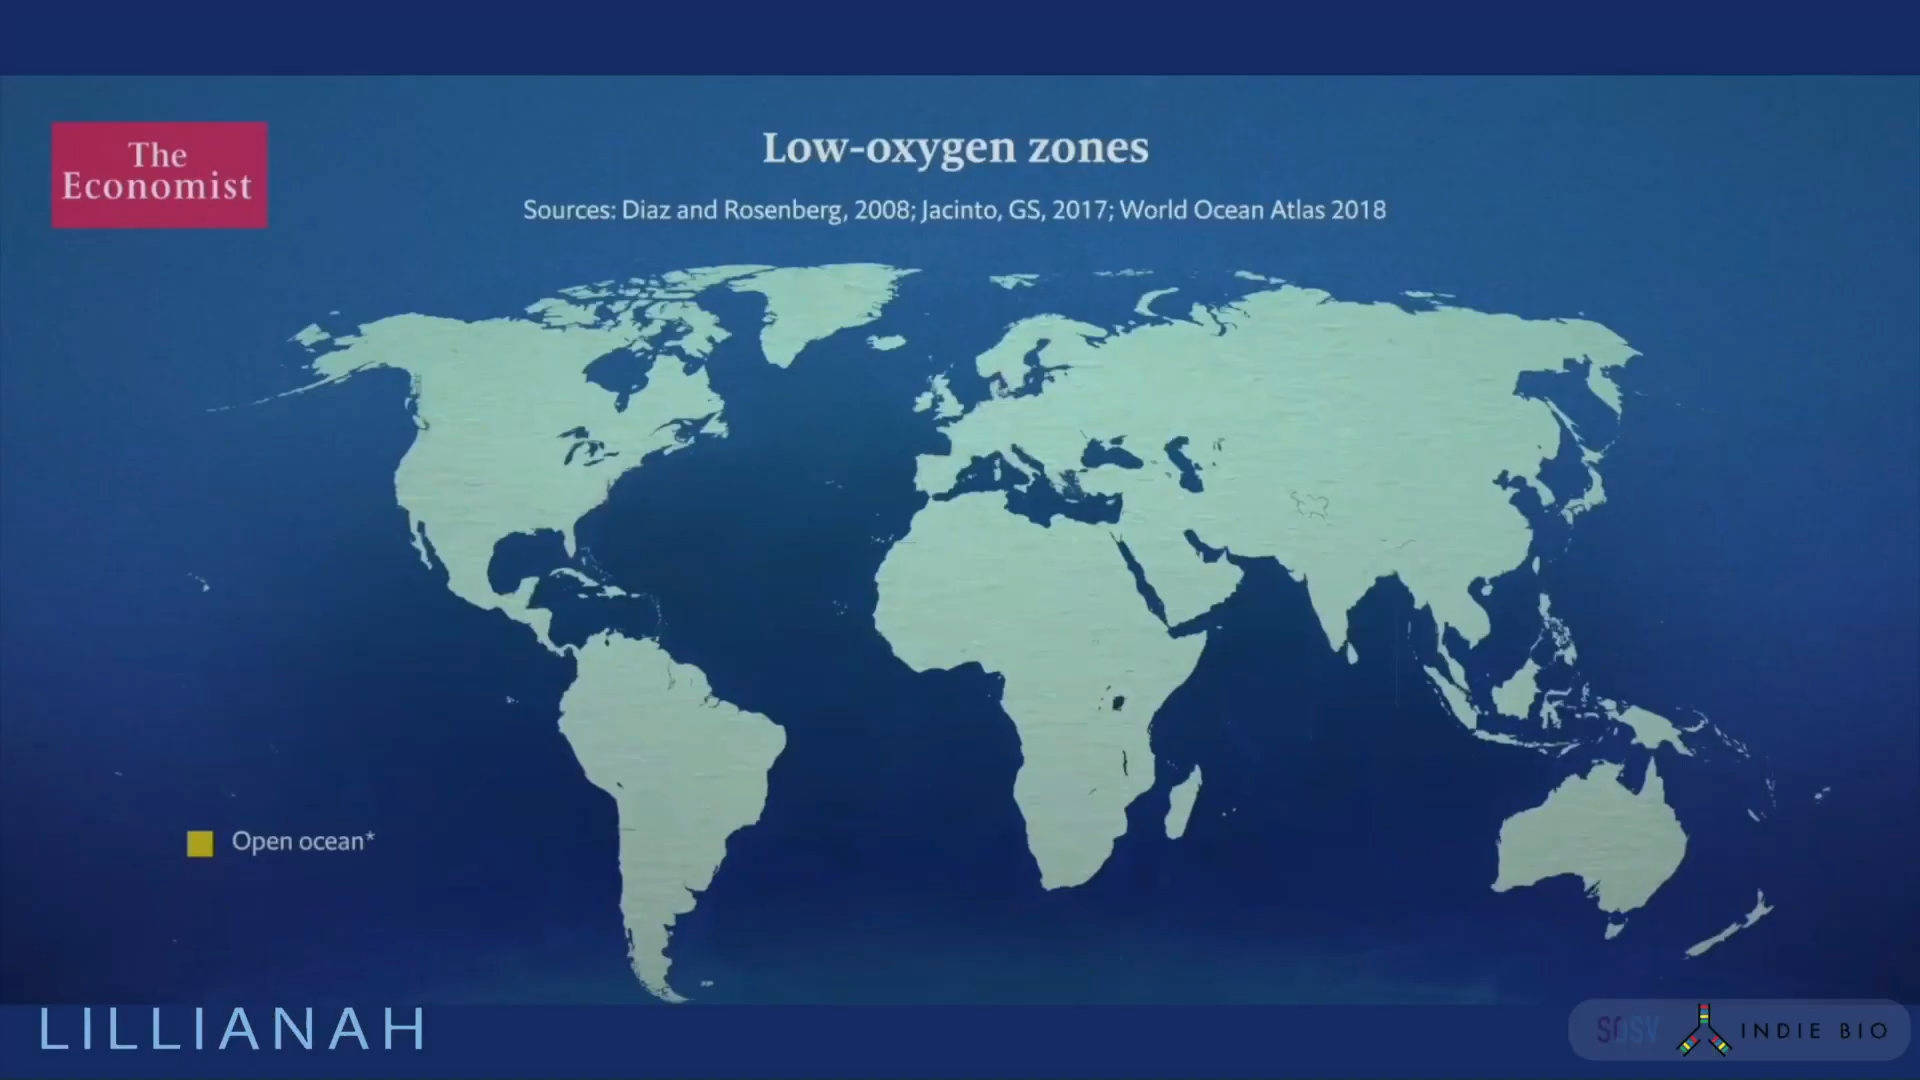 The
Economist
Low-oxygen zones
Sources: Diaz and Rosenberg, 2008; Jacinto, GS, 2017; World Ocean Atlas 2018
Open ocean*
LILLIANAH
SOSV
INDIE BIO